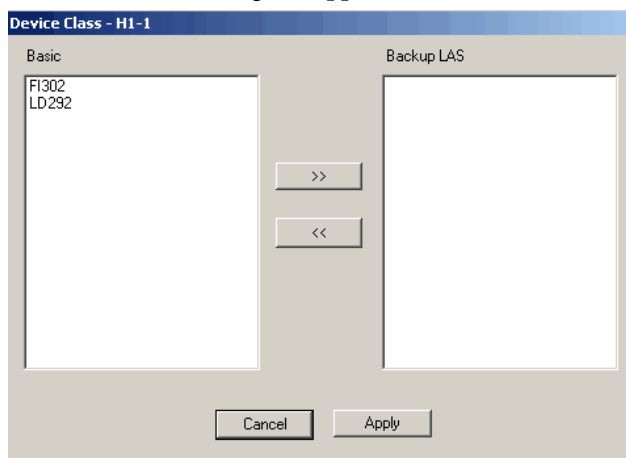 Device Class - H1-1
Basic
Backup LAS
FI302
LD292
>>
<<
Cancel
Apply